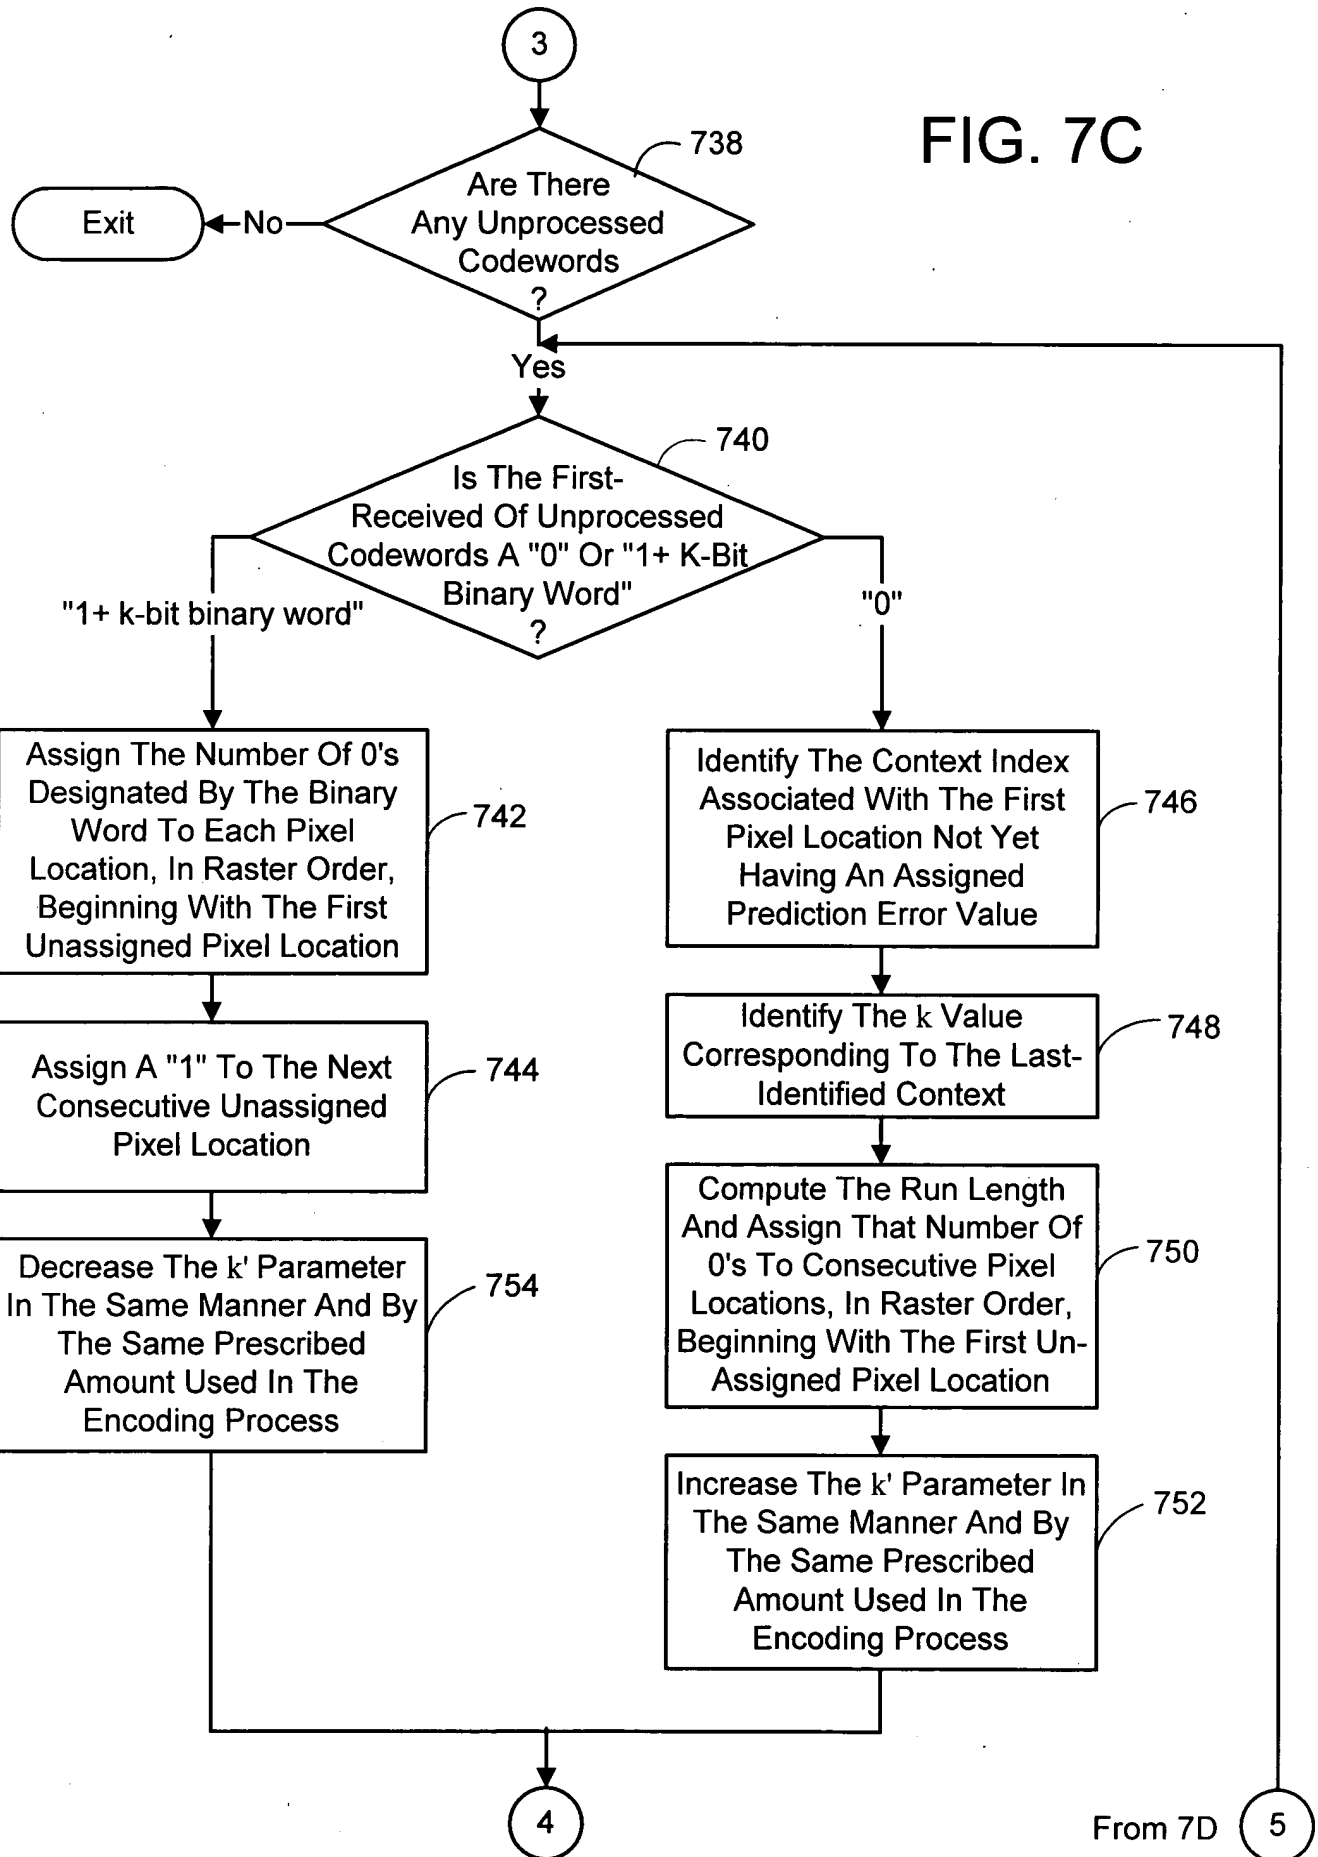 3
FIG. 7C
738
Are There
Any Unprocessed
Codewords
?
Exit
No
Yes
740
Is The First-
Received Of Unprocessed
Codewords A "0" Or "1+ K-Bit
Binary Word"
?
"1+ k-bit binary word"
"0"
Assign The Number Of 0's
Designated By The Binary
Word To Each Pixel
Location, In Raster Order,
Beginning With The First
Unassigned Pixel Location
742
Assign A "1" To The Next
Consecutive Unassigned
Pixel Location
744
Decrease The k' Parameter
In The Same Manner And By
The Same Prescribed
Amount Used In The
Encoding Process
754
Identify The Context Index
Associated With The First
Pixel Location Not Yet
Having An Assigned
Prediction Error Value
746
Identify The k Value
Corresponding To The Last-
Identified Context
748
Compute The Run Length
And Assign That Number Of
0's To Consecutive Pixel
Locations, In Raster Order,
Beginning With The First Un-
Assigned Pixel Location
750
Increase The k' Parameter In
The Same Manner And By
The Same Prescribed
Amount Used In The
Encoding Process
752
4
From 7D
5